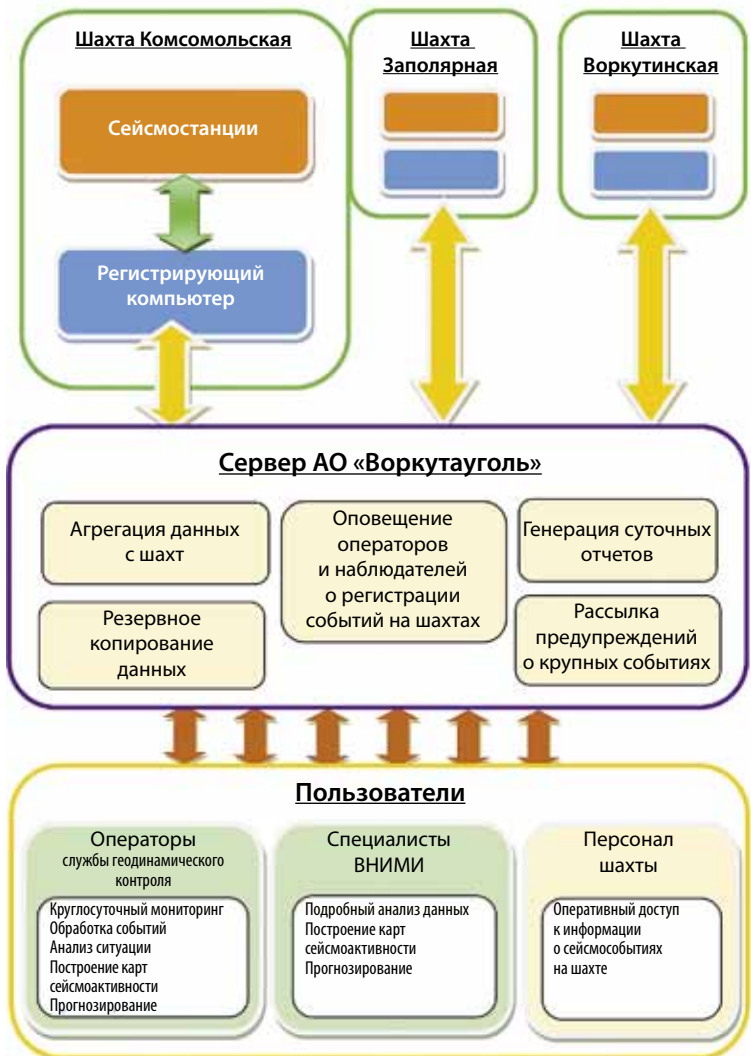 Шахта Комсомольская
Сейсмостанции
Регистрирующий
компьютер
Шахта
Заполярная
Шахта
Воркутинская
Сервер АО «Воркутауголь»
Агрегация данных
с шахт
Резервное
копирование
данных
Оповещение
операторов
и наблюдателей
о регистрации
событий на шахтах
Генерация суточных
отчетов
Рассылка
предупреждений
о крупных событиях
Пользователи
Операторы
службы геодинамического
контроля
Круглосуточный мониторинг
Обработка событий
Анализ ситуации
Построение карт
сейсмоактивности
Прогнозирование
Специалисты
ВНИМИ
Подробный анализ данных
Построение карт
сейсмоактивности
Прогнозирование
Персонал
шахты
Оперативный доступ
к информации
о сейсмособытиях
на шахте